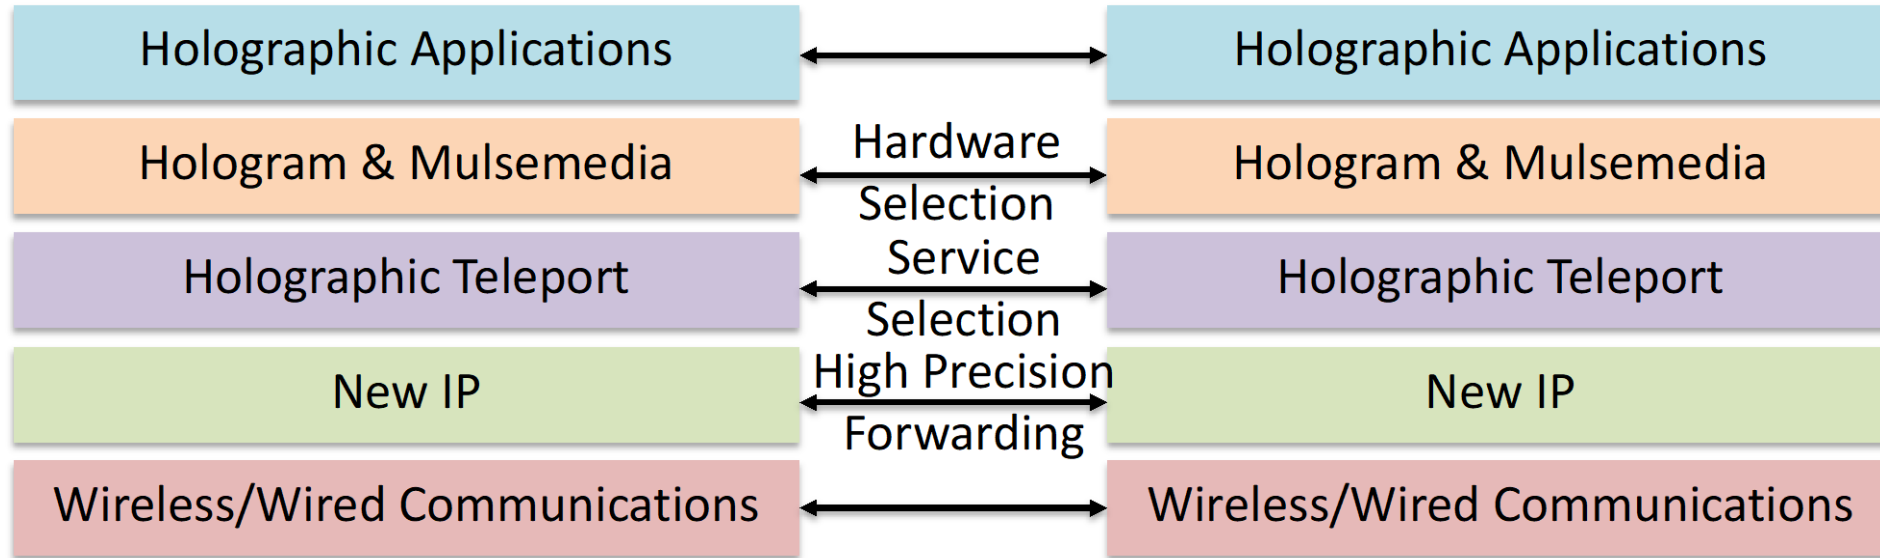 Holographic Applications
Holographic Applications
Hologram & Mulsemedia
Hardware
Selection
Hologram & Mulsemedia
Holographic Teleport
Service
Selection
Holographic Teleport
New IP
High Precision
Forwarding
New IP
Wireless/Wired Communications
Wireless/Wired Communications